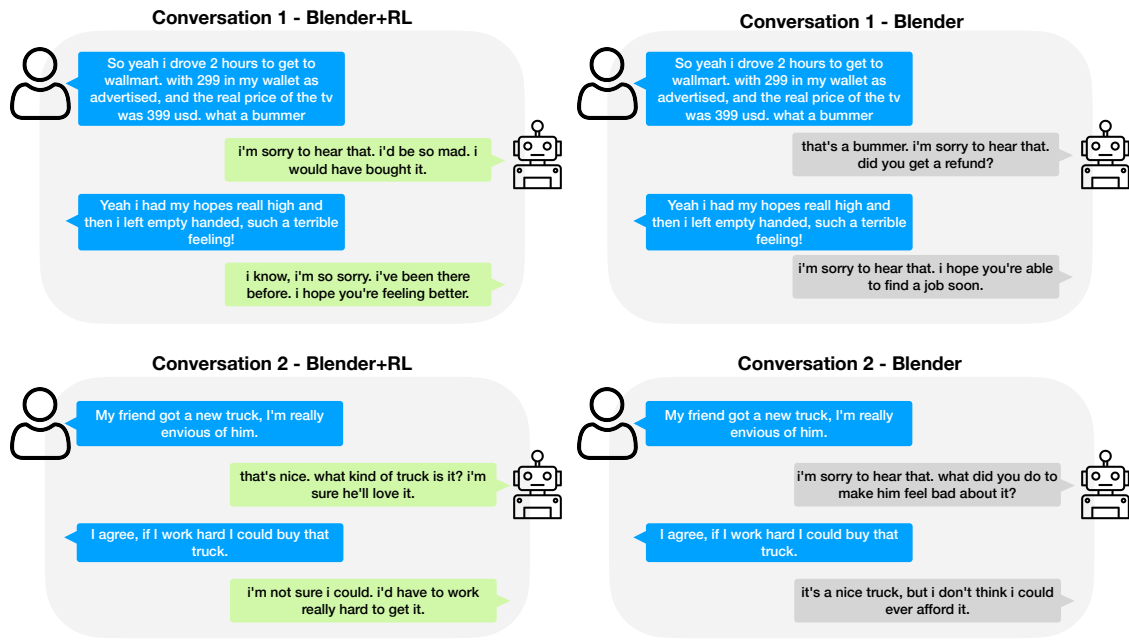 Conversation 1 - Blender+RL
So yeah i drove 2 hours to get to
wallmart. with 299 in my wallet as
advertised, and the real price of the tv
was 399 usd. what a bummer
i'm sorry to hear that. i'd be so mad. i
would have bought it.
Yeah i had my hopes reall high and
then i left empty handed, such a terrible
feeling!
i know, i'm so sorry. i've been there
before. i hope you're feeling better.
Conversation 1 - Blender
So yeah i drove 2 hours to get to
wallmart. with 299 in my wallet as
advertised, and the real price of the tv
was 399 usd. what a bummer
that's a bummer. i'm sorry to hear that.
did you get a refund?
Yeah i had my hopes reall high and
then i left empty handed, such a terrible
feeling!
i'm sorry to hear that. i hope you're able
to find a job soon.
Conversation 2 - Blender+RL
My friend got a new truck, I'm really
envious of him.
that's nice. what kind of truck is it? i'm
sure he'll love it.
I agree, if I work hard I could buy that
truck.
i'm not sure i could. i'd have to work
really hard to get it.
Conversation 2 - Blender
My friend got a new truck, I'm really
envious of him.
i'm sorry to hear that. what did you do to
make him feel bad about it?
I agree, if I work hard I could buy that
truck.
it's a nice truck, but i don't think i could
ever afford it.